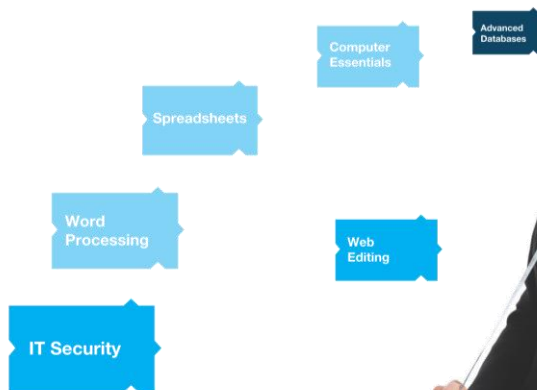 Advanced
Databases
Computer
Essentials
Spreadsheets
Word
Processing
Web
Editing
IT Security